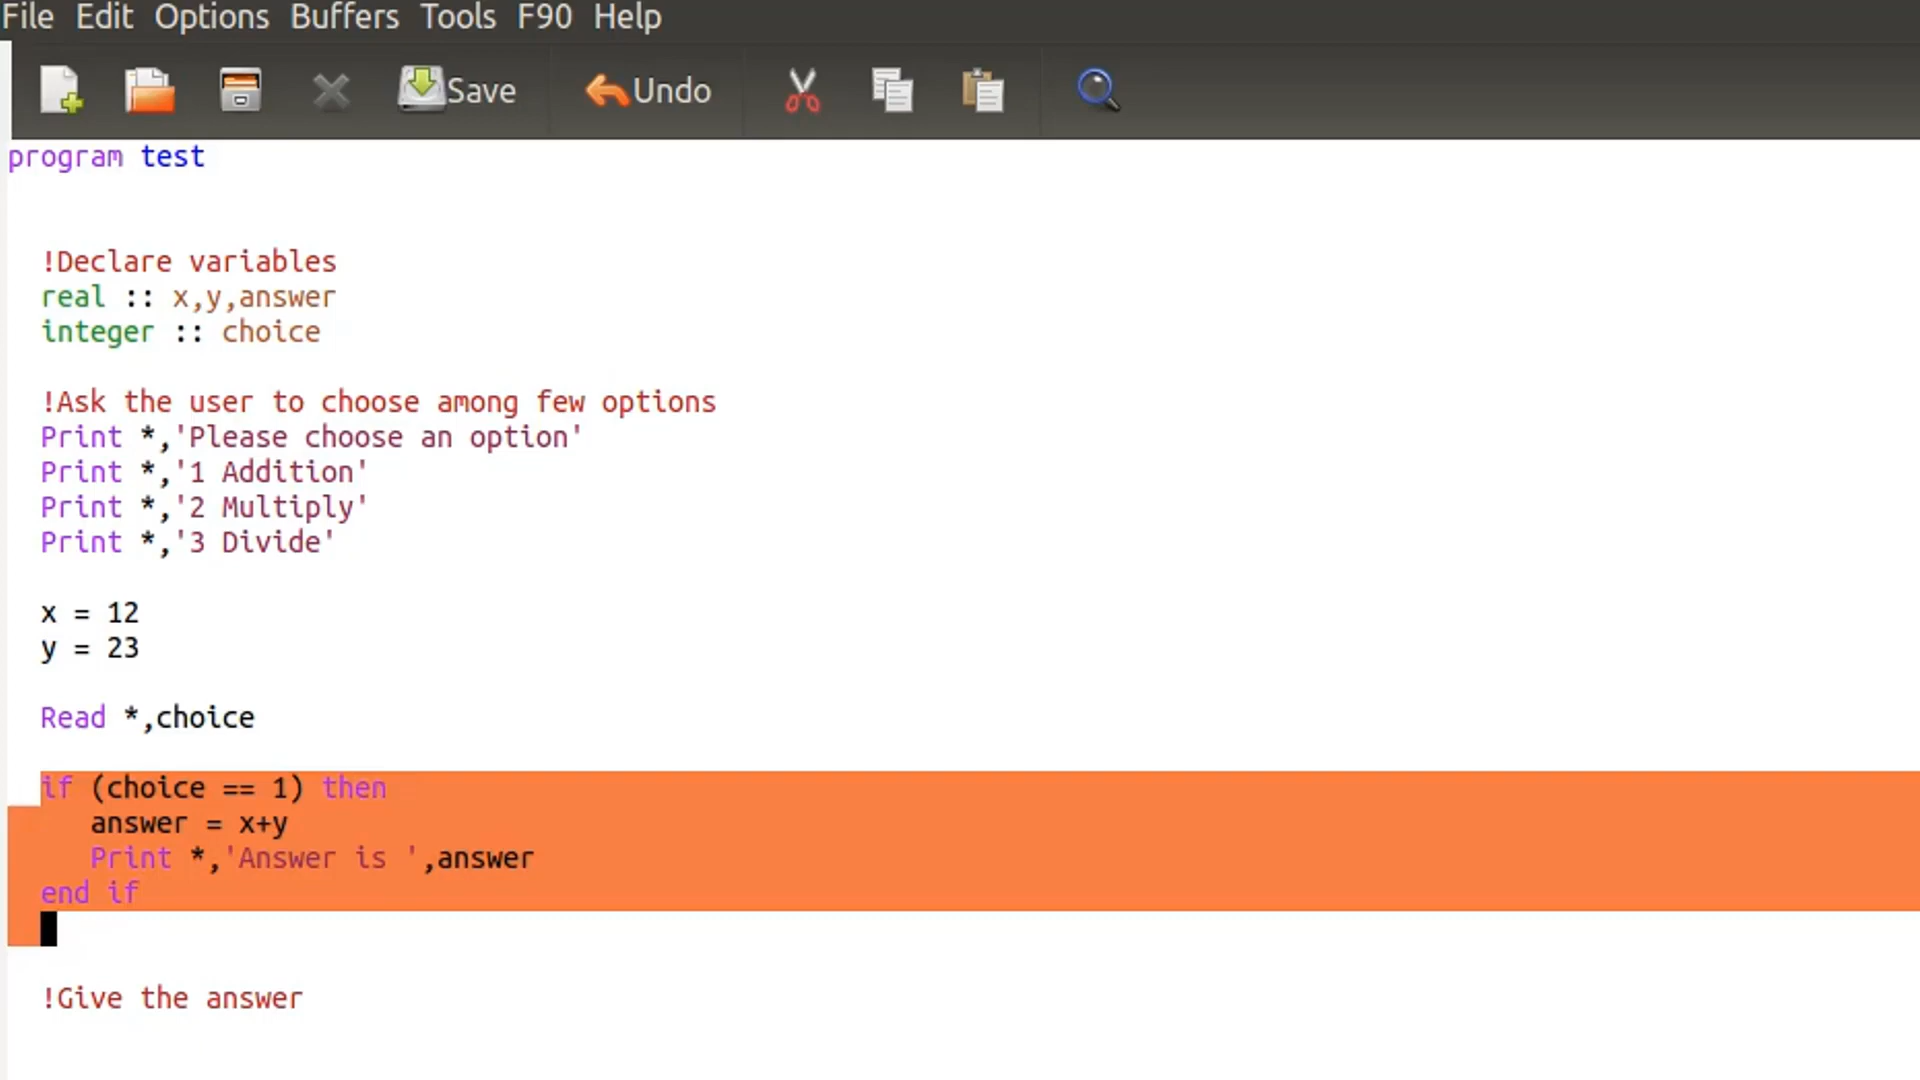 File Edit Options Buffers Tools F90 Help
Save Undo
program test
!Declare variables
real :: x,y,answer
integer :: choice
!Ask the user to choose among few options
Print *,'Please choose an option'
Print *,'1 Addition'
Print *,'2 Multiply'
Print *,'3 Divide'
x = 12
y = 23
Read *,choice
if (choice == 1) then
answer = x+y
Print *,'Answer is ',answer
end if
!Give the answer